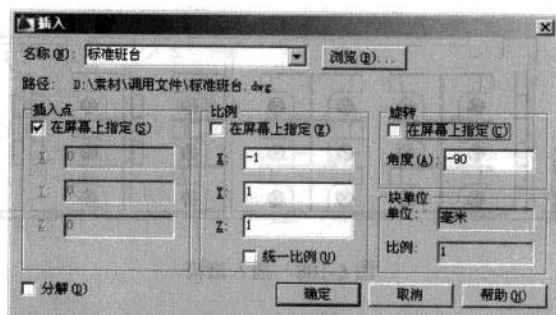 插入
名称(N): 标准班台 浏览(B)...
路径: D:\素材\调用文件\标准班台.dwg
插入点 比例 旋转
在屏幕上指定(S) 在屏幕上指定(E) 在屏幕上指定(C)
X: 0 X: -1 角度(A): -90
Y: 0 Y: 1 块单位
单位: 毫米
Z: 0 Z: 1
比例: 1
统一比例(U)
分解(D) 确定 取消 帮助(H)